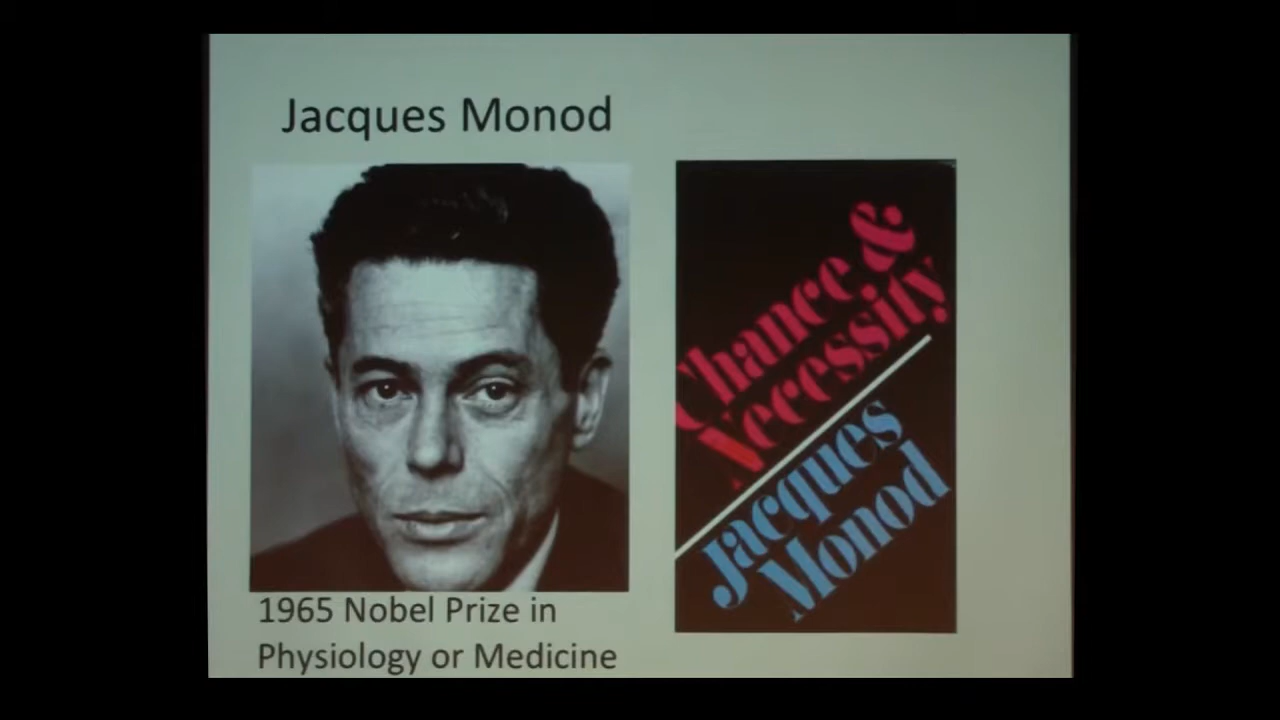 Jacques Monod
1965 Nobel Prize in
Physiology or Medicine
Chance &
Necessity
Jacques
Monod